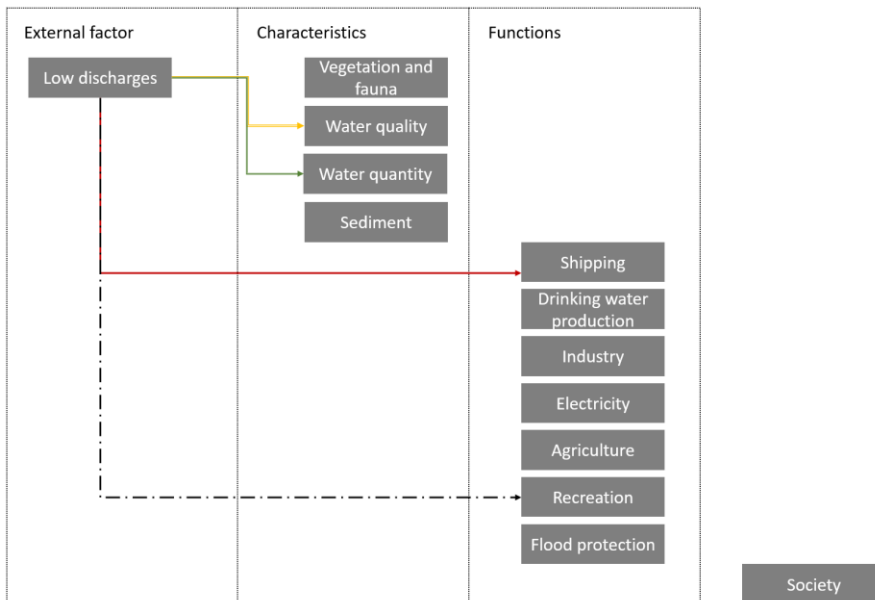 External factor
Characteristics
Functions
Low discharges
Vegetation and
fauna
Water quality
Water quantity
Sediment
Shipping
Drinking water
production
Industry
Electricity
Agriculture
Recreation
Flood protection
Society